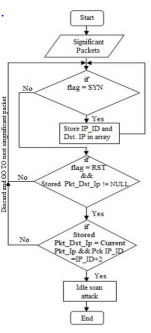 Start
Significant
Packets
if
flag = SYN
No
Yes
Store IP_ID and
Dst. IP in array
Discard and GO TO next significant packet
if
flag = RST
&&
Stored Pkt_Dst_Ip != NULL
No
Yes
if
Stored
Pkt_Dst_Ip = Current
Pkt_Ip && Pck IP_ID
=IP_ID+2
No
Yes
Idle scan
attack
End